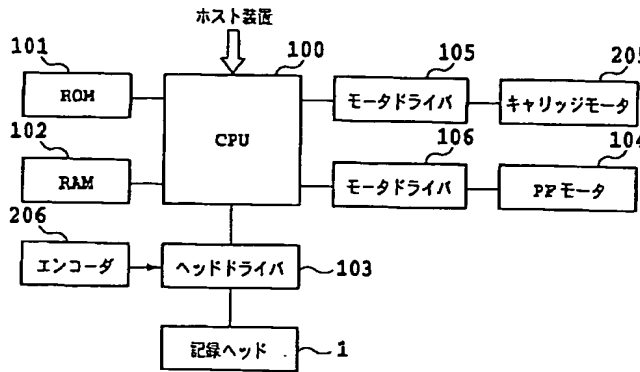 ホスト装置
101
100
105
205
ROM
CPU
モータドライバ
キャリッジモータ
102
106
104
RAM
モータドライバ
PFモータ
206
エンコーダ
ヘッドドライバ
103
記録ヘッド
1